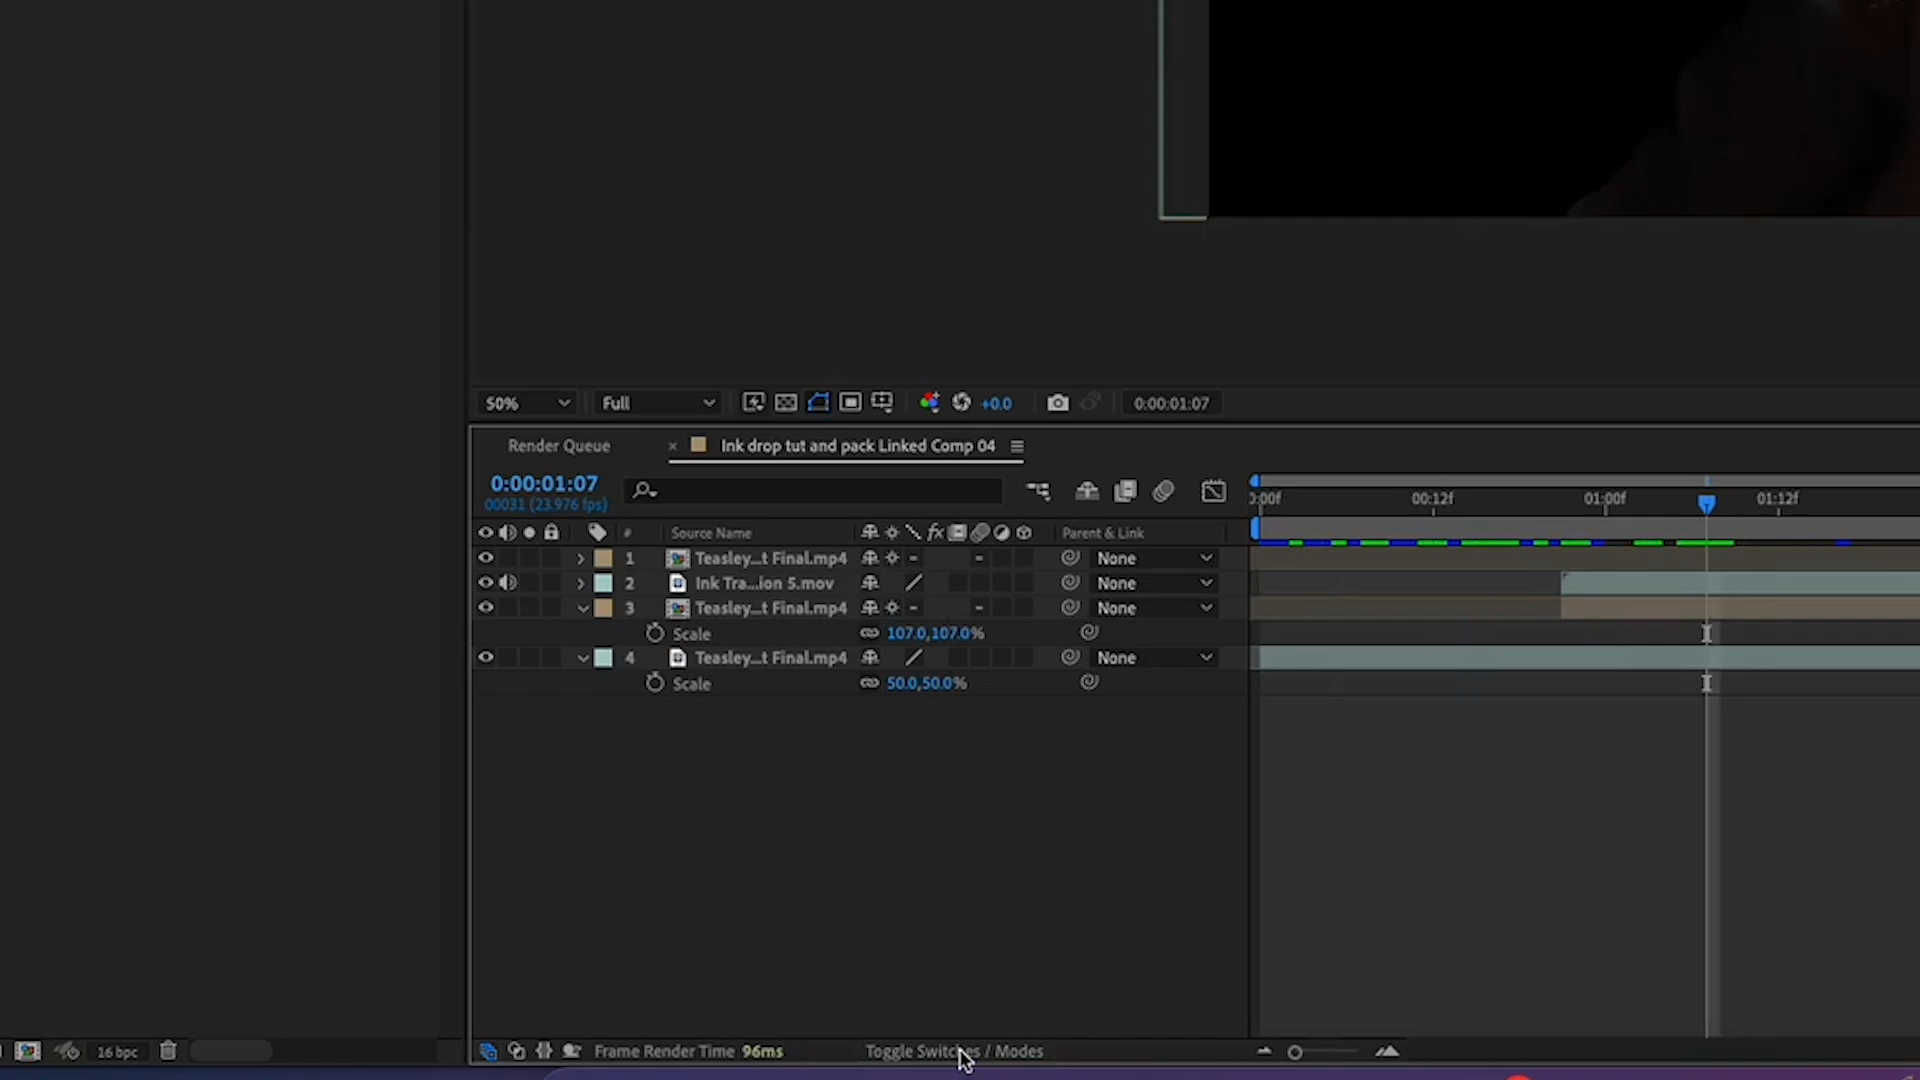 50% Full +0.0 0:00:01:07
Render Queue × Ink drop tut and pack Linked Comp 04
0:00:01:07
00031 (23.976 fps)
0:00f 00:12f 01:00f 01:12f
# Source Name fx Parent & Link
1 Teasley...t Final.mp4 None
2 Ink Tra...ion 5.mov None
3 Teasley...t Final.mp4 None
Scale 107.0,107.0%
4 Teasley...t Final.mp4 None
Scale 50.0,50.0%
16 bpc Frame Render Time 96ms Toggle Switches / Modes